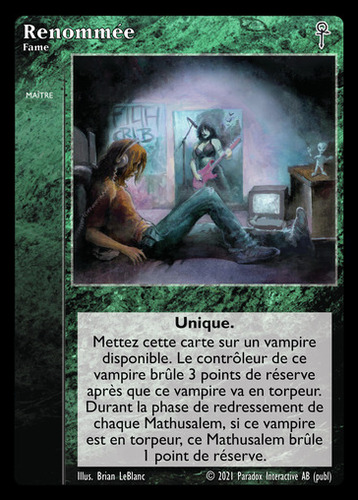 Renommée
Fame
MAÎTRE
FILTH
CRIB
Unique.
Mettez cette carte sur un vampire
disponible. Le contrôleur de ce
vampire brûle 3 points de réserve
après que ce vampire va en torpeur.
Durant la phase de redressement de
chaque Mathusalem, si ce vampire
est en torpeur, ce Mathusalem brûle
1 point de réserve.
Illus. Brian LeBlanc © 2021 Paradox Interactive AB (publ)